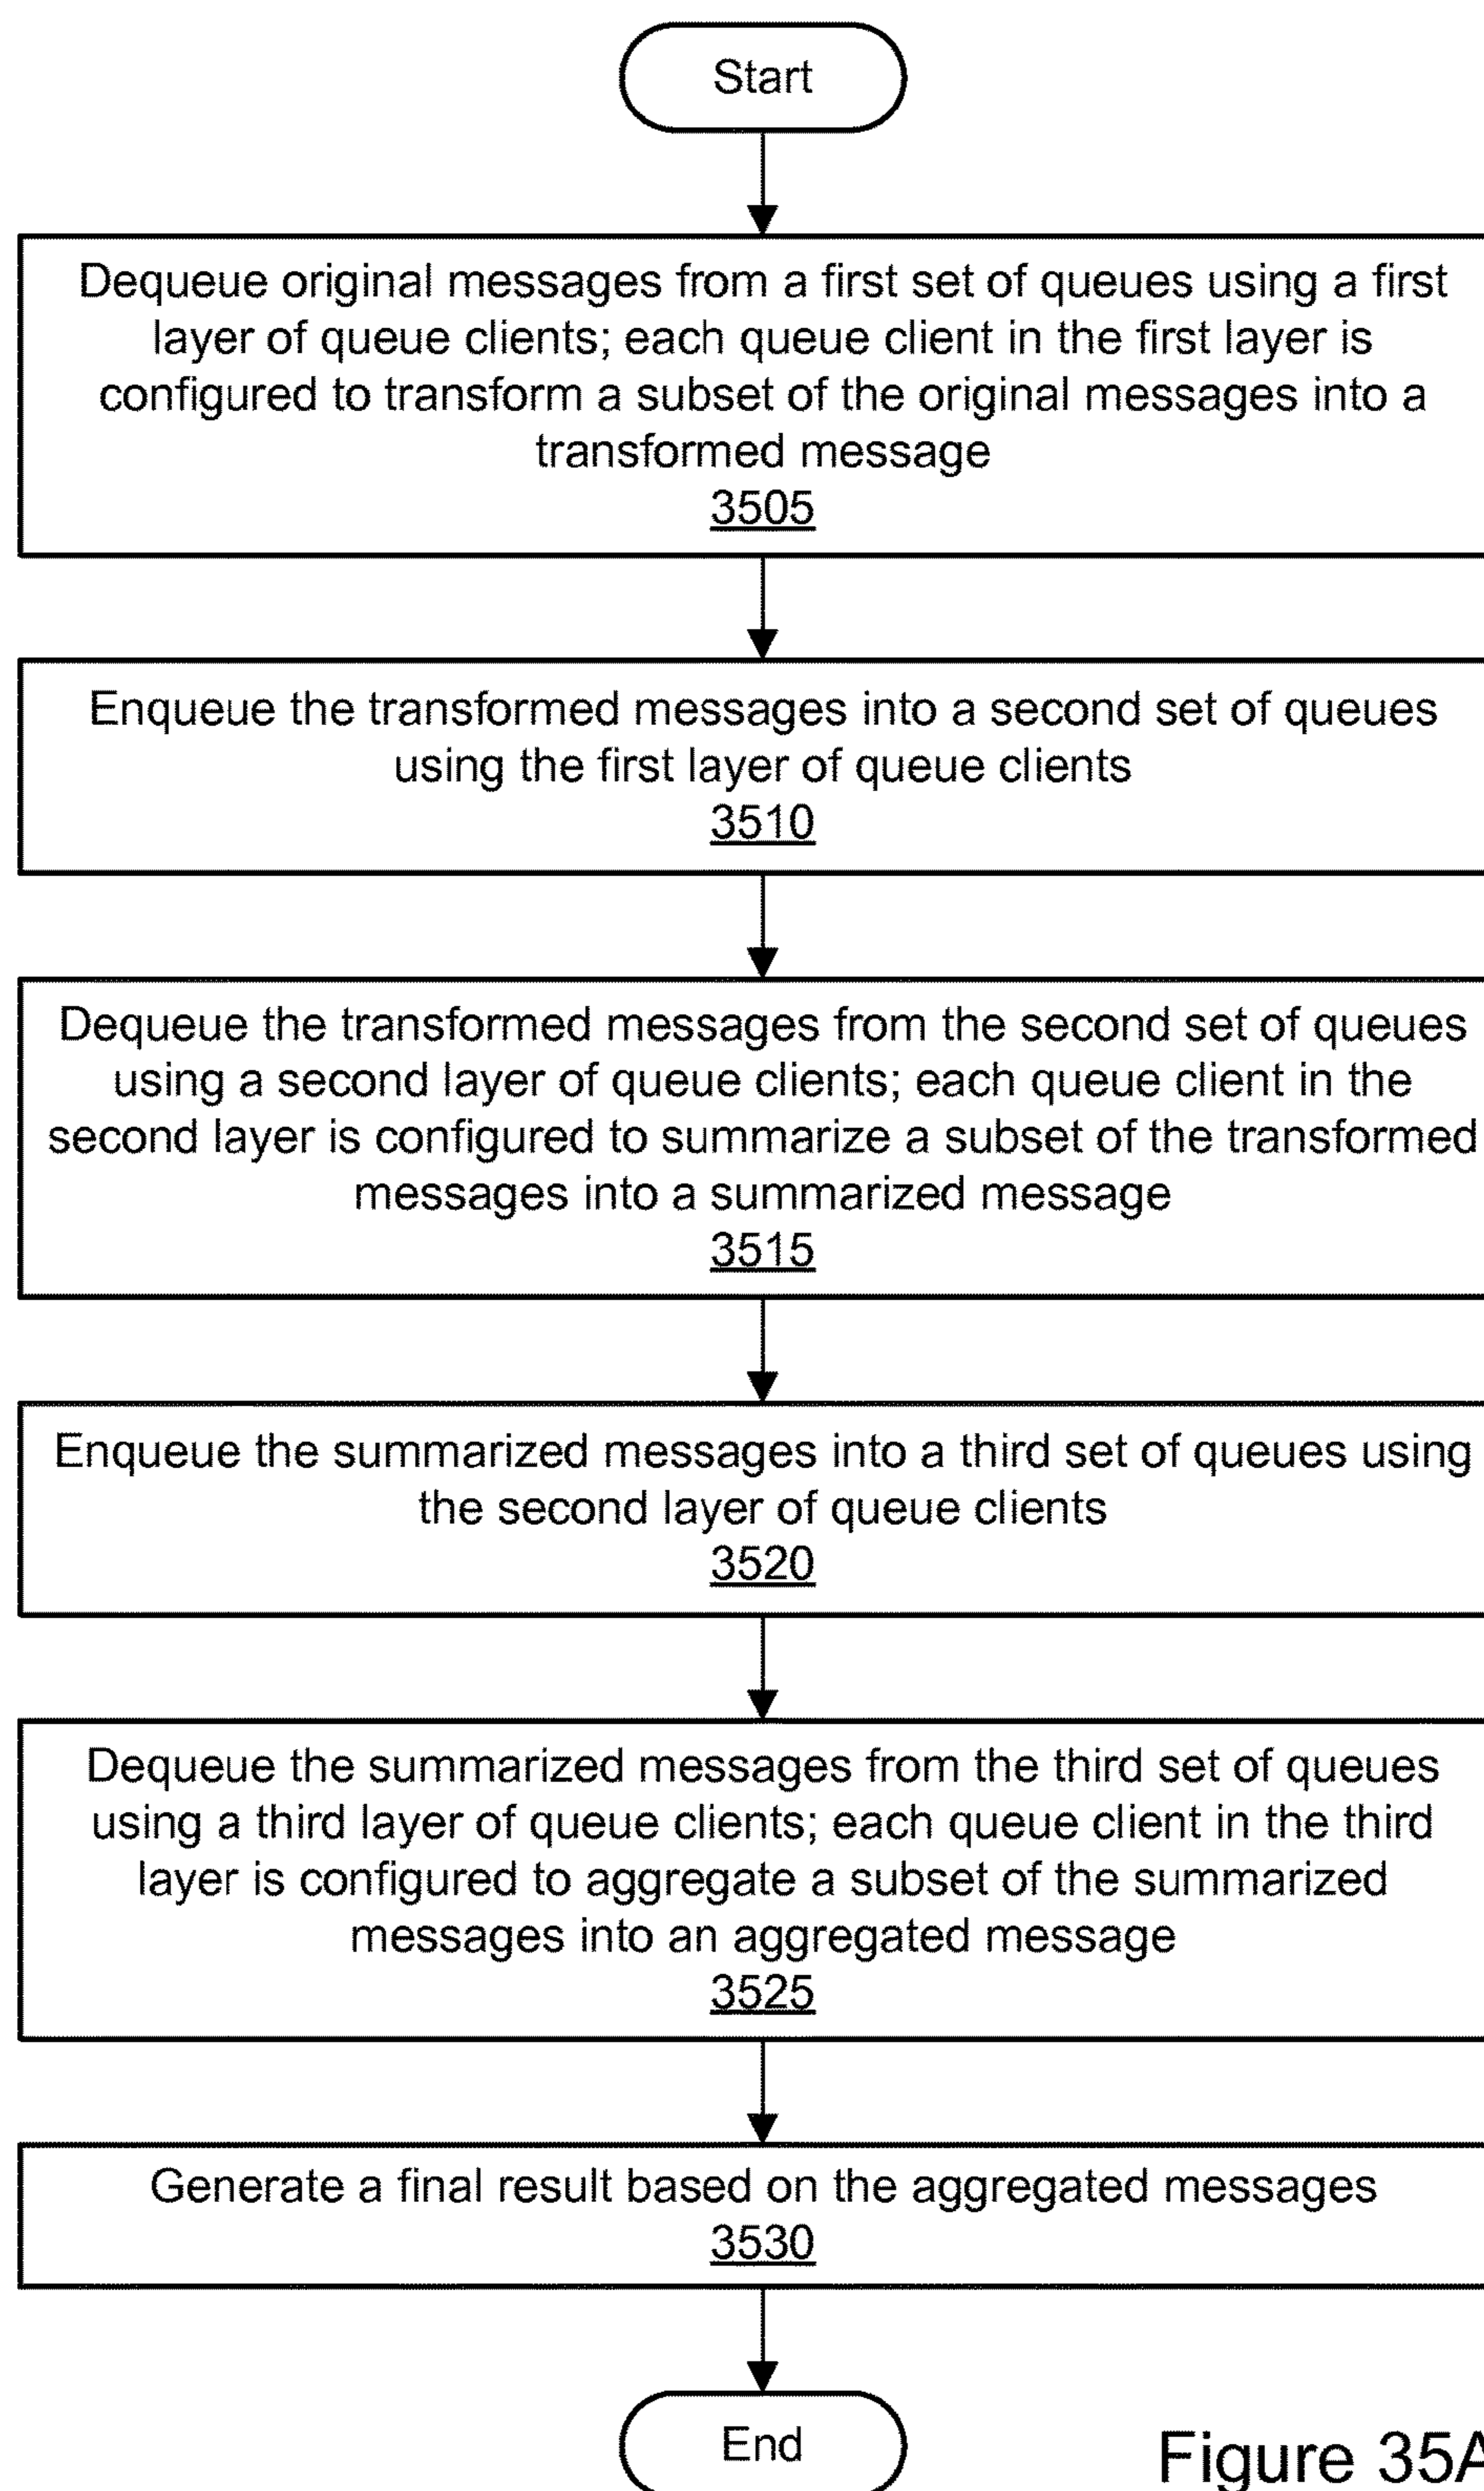 Start
Dequeue original messages from a first set of queues using a first
layer of queue clients; each queue client in the first layer is
configured to transform a subset of the original messages into a
transformed message
3505
Enqueue the transformed messages into a second set of queues
using the first layer of queue clients
3510
Dequeue the transformed messages from the second set of queues
using a second layer of queue clients; each queue client in the
second layer is configured to summarize a subset of the transformed
messages into a summarized message
3515
Enqueue the summarized messages into a third set of queues using
the second layer of queue clients
3520
Dequeue the summarized messages from the third set of queues
using a third layer of queue clients; each queue client in the third
layer is configured to aggregate a subset of the summarized
messages into an aggregated message
3525
Generate a final result based on the aggregated messages
3530
End
Figure 35A